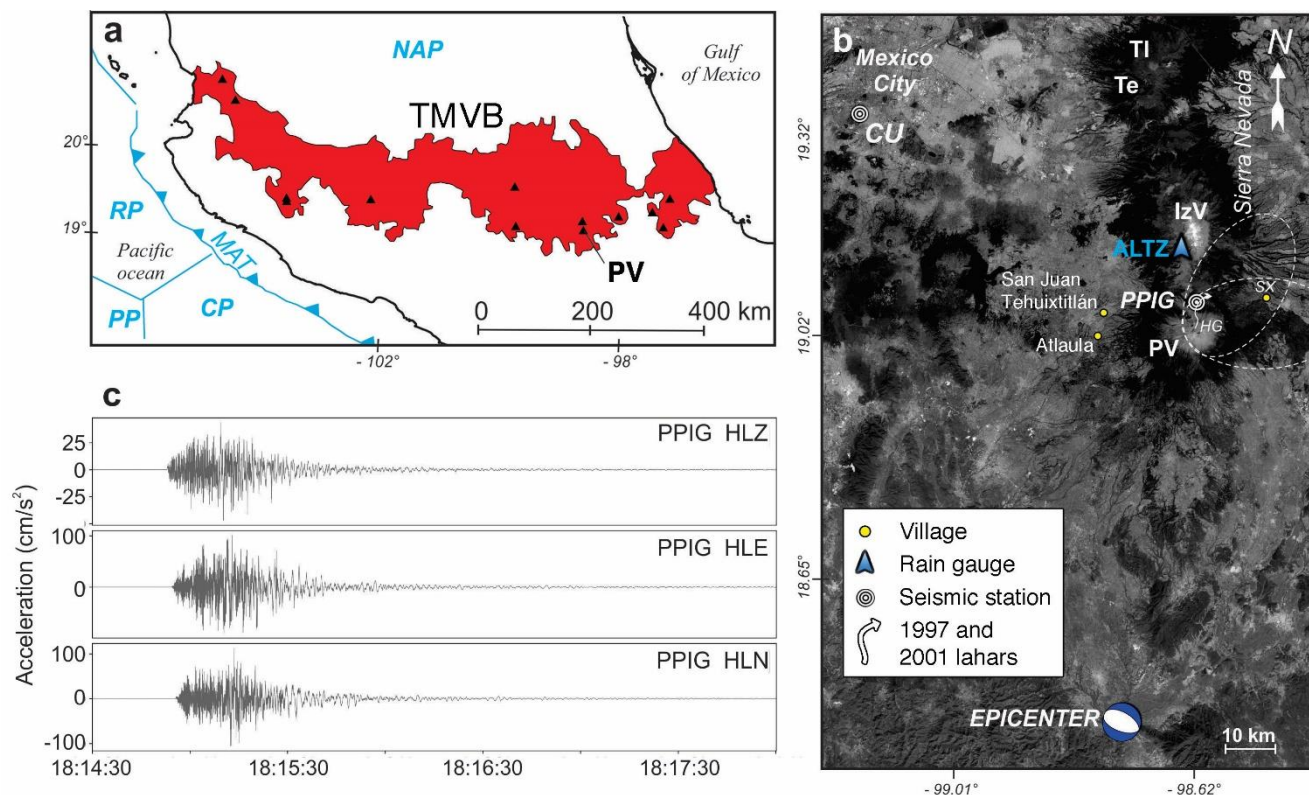 a
NAP
Gulf
of Mexico
TMVB
20°
RP
19°
MAT
Pacific
ocean
PV
PP
CP
0 200 400 km
- 102°
- 98°
b
Mexico
City
CU
Tl
Te
N
Sierra Nevada
19.32°
IzV
ALTZ
San Juan
Tehuixtitlán
PPIG
SX
HG
19.02°
Atlaula
PV
18.65°
Village
Rain gauge
Seismic station
1997 and
2001 lahars
EPICENTER
10 km
- 99.01°
- 98.62°
c
Acceleration (cm/s²)
25
0
-25
PPIG HLZ
100
0
PPIG HLE
100
0
-100
PPIG HLN
18:14:30
18:15:30
18:16:30
18:17:30